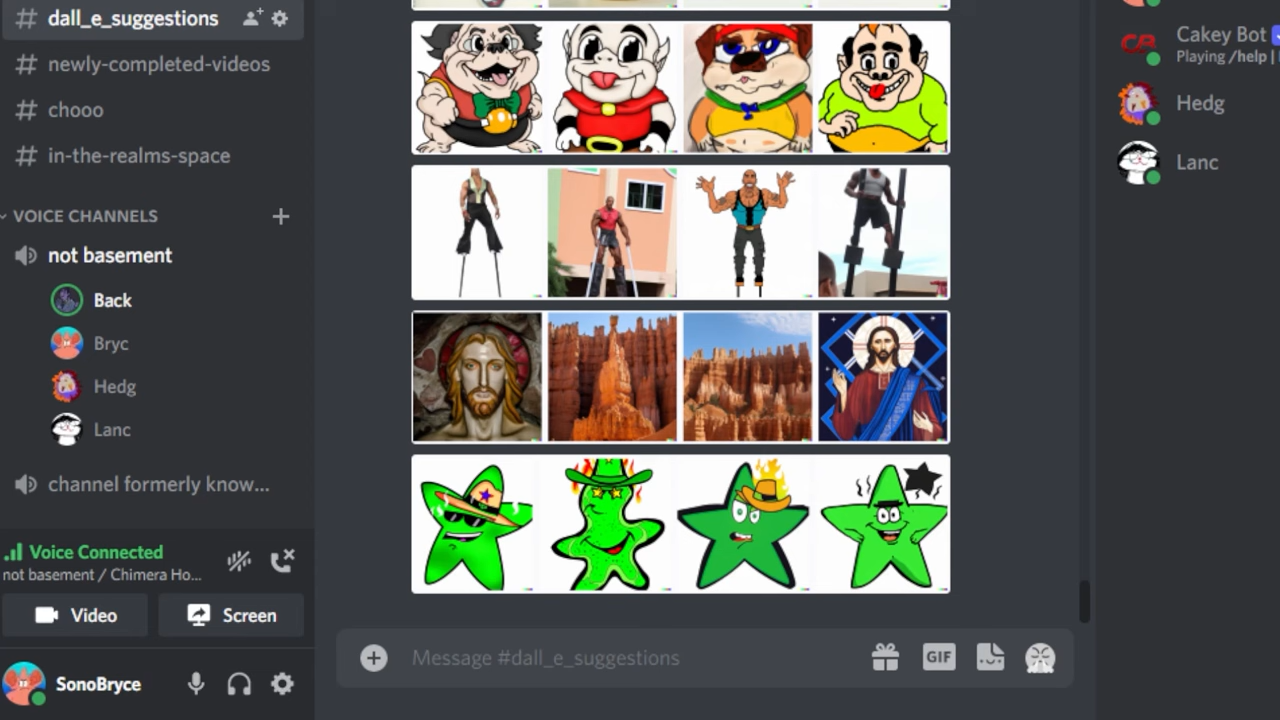 # dall_e_suggestions
# newly-completed-videos
# chooo
# in-the-realms-space
VOICE CHANNELS
not basement
Back
Bryc
Hedg
Lanc
channel formerly know...
Voice Connected
not basement / Chimera Ho...
Video
Screen
SonoBryce
Message #dall_e_suggestions
GIF
Cakey Bot
Playing /help |
Hedg
Lanc